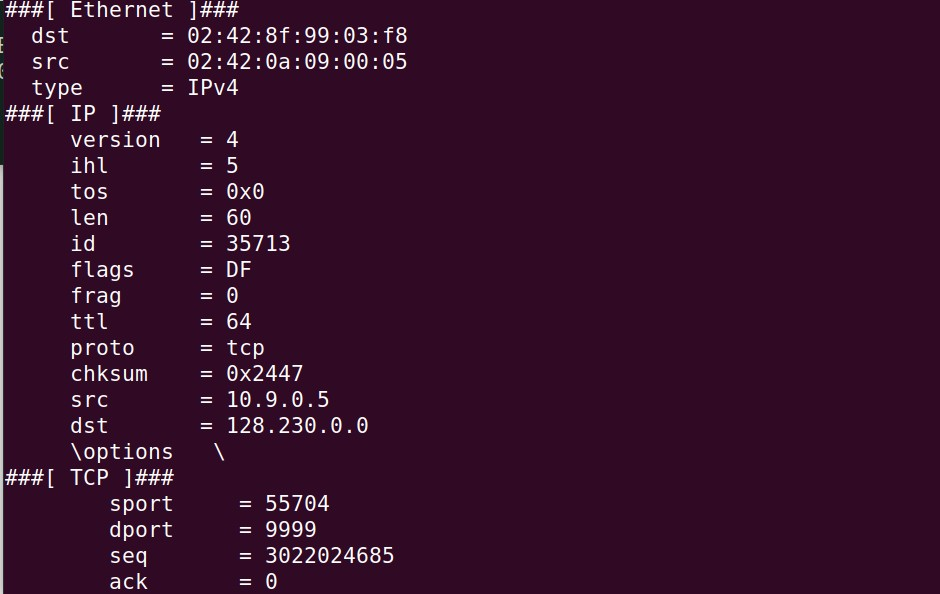 ###[ Ethernet ]###
  dst       = 02:42:8f:99:03:f8
  src       = 02:42:0a:09:00:05
  type      = IPv4
###[ IP ]###
     version   = 4
     ihl       = 5
     tos       = 0x0
     len       = 60
     id        = 35713
     flags     = DF
     frag      = 0
     ttl       = 64
     proto     = tcp
     chksum    = 0x2447
     src       = 10.9.0.5
     dst       = 128.230.0.0
     \options   \
###[ TCP ]###
        sport     = 55704
        dport     = 9999
        seq       = 3022024685
        ack       = 0